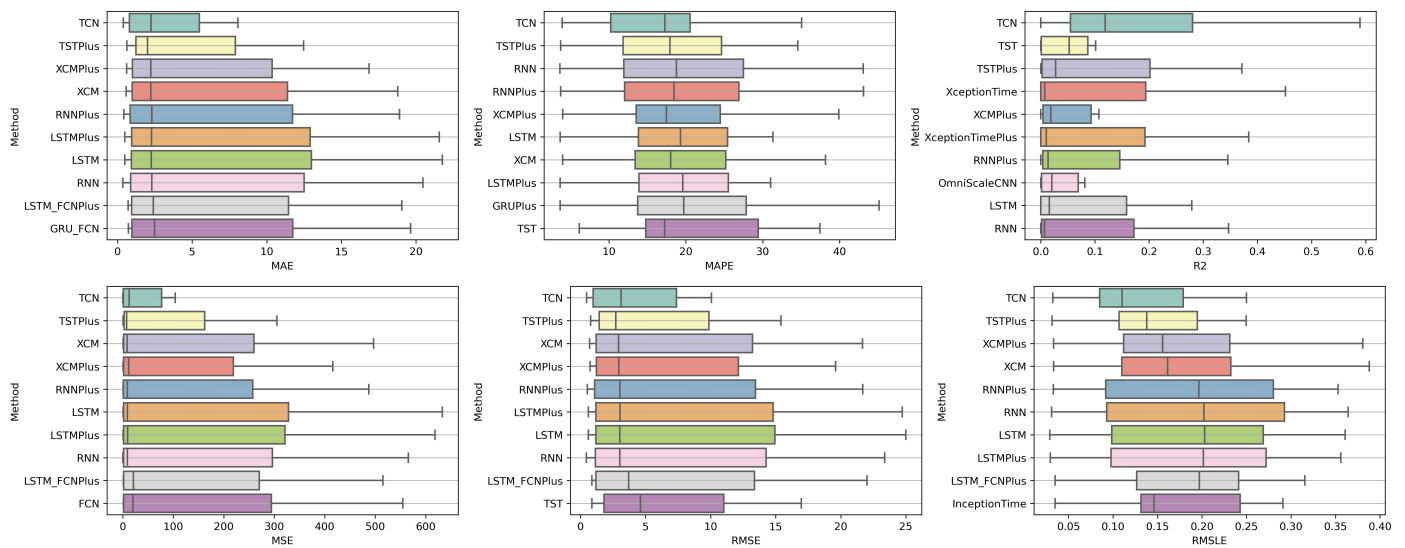 TCN
TSTPlus
XCMPlus
XCM
RNNPlus
LSTMPlus
LSTM
RNN
LSTM_FCNPlus
GRU_FCN
Method
0 5 10 15 20
MAE
TCN
TSTPlus
RNN
RNNPlus
XCMPlus
LSTM
XCM
LSTMPlus
GRUPlus
TST
Method
10 20 30 40
MAPE
TCN
TST
TSTPlus
XceptionTime
XCMPlus
XceptionTimePlus
RNNPlus
OmniScaleCNN
LSTM
RNN
Method
0.0 0.1 0.2 0.3 0.4 0.5 0.6
R2
TCN
TSTPlus
XCM
XCMPlus
RNNPlus
LSTM
LSTMPlus
RNN
LSTM_FCNPlus
FCN
Method
0 100 200 300 400 500 600
MSE
TCN
TSTPlus
XCM
XCMPlus
RNNPlus
LSTMPlus
LSTM
RNN
LSTM_FCNPlus
TST
Method
0 5 10 15 20 25
RMSE
TCN
TSTPlus
XCMPlus
XCM
RNNPlus
RNN
LSTM
LSTMPlus
LSTM_FCNPlus
InceptionTime
Method
0.05 0.10 0.15 0.20 0.25 0.30 0.35 0.40
RMSLE